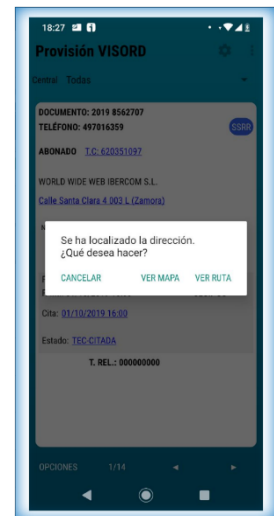 18:27
Provisión VISORD
Central Todas
DOCUMENTO: 2019 8562707
TELÉFONO: 497016359
SSRR
ABONADO T.C: 620351097
WORLD WIDE WEB IBERCOM S.L.
Calle Santa Clara 4 003 L (Zamora)
Se ha localizado la dirección.
¿Qué desea hacer?
CANCELAR VER MAPA VER RUTA
Cita: 01/10/2019 16:00
Estado: TEC-CITADA
T. REL.: 000000000
OPCIONES 1/14